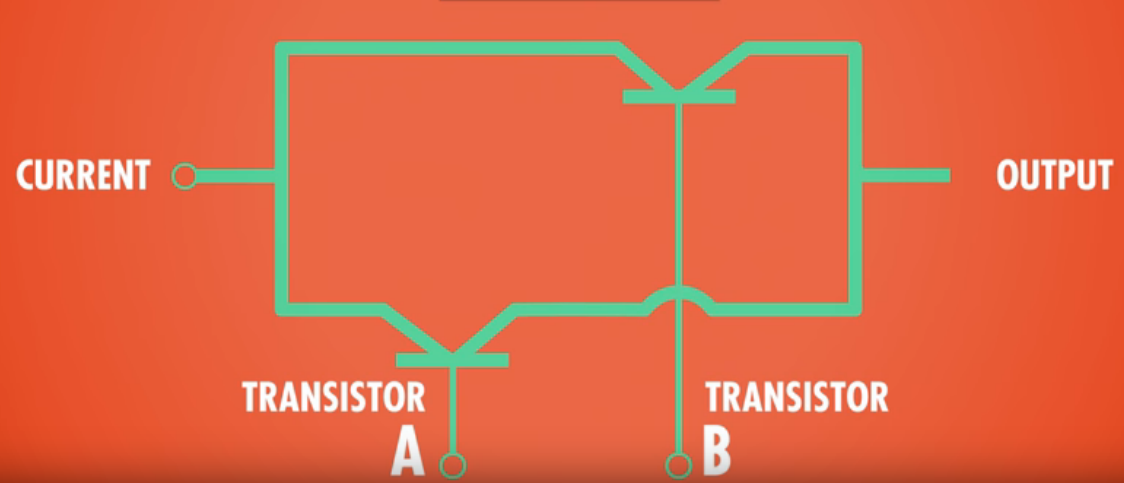 CURRENT
OUTPUT
TRANSISTOR
A
TRANSISTOR
B